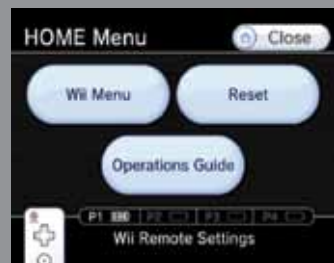 HOME Menu
Close
Wii Menu
Reset
Operations Guide
P1 P2 P3 P4
Wii Remote Settings